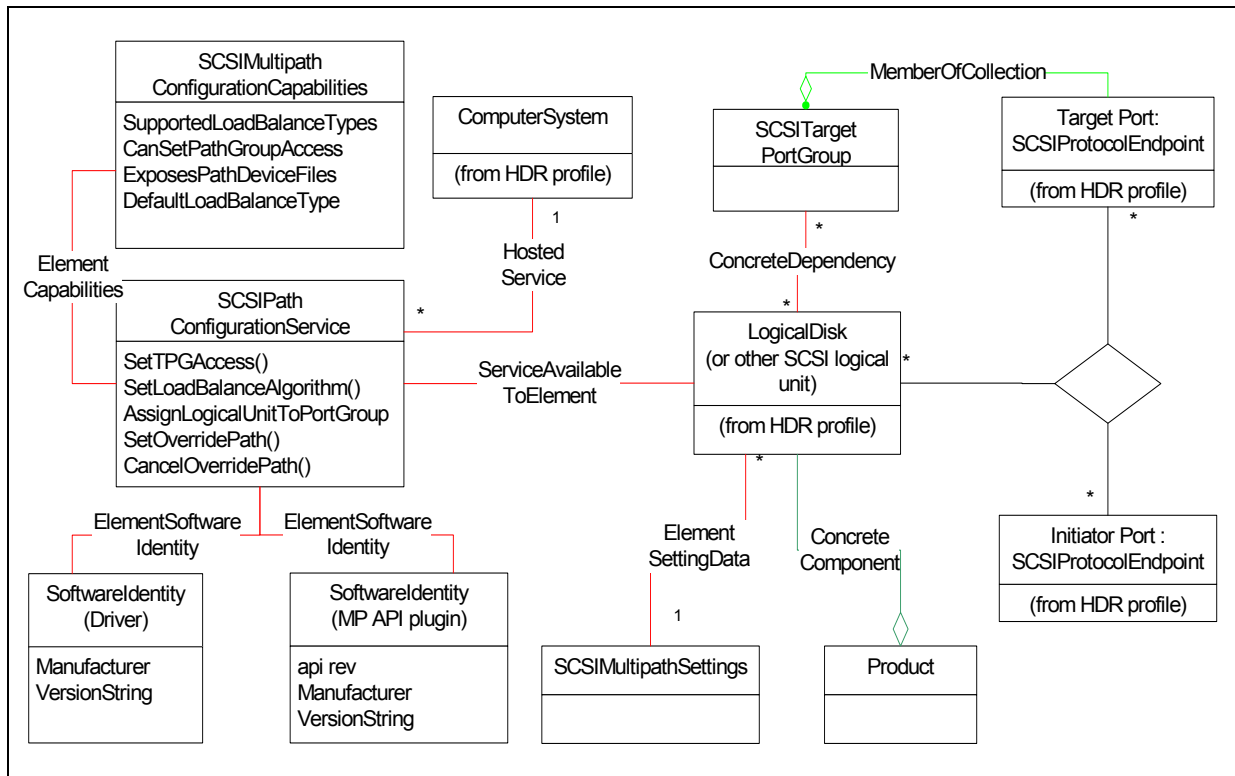 SCSIMultipath
ConfigurationCapabilities
SupportedLoadBalanceTypes
CanSetPathGroupAccess
ExposesPathDeviceFiles
DefaultLoadBalanceType
ComputerSystem
(from HDR profile)
1
Hosted
Service
*
MemberOfCollection
SCSITarget
PortGroup
*
Target Port:
SCSIProtocolEndpoint
(from HDR profile)
*
ConcreteDependency
*
Element
Capabilities
SCSIPath
ConfigurationService
SetTPGAccess()
SetLoadBalanceAlgorithm()
AssignLogicalUnitToPortGroup
SetOverridePath()
CancelOverridePath()
ServiceAvailable
ToElement
LogicalDisk
(or other SCSI logical
unit)
(from HDR profile)
*
*
*
Initiator Port :
SCSIProtocolEndpoint
(from HDR profile)
ElementSoftware
Identity
ElementSoftware
Identity
Element
SettingData
1
Concrete
Component
SoftwareIdentity
(Driver)
Manufacturer
VersionString
SoftwareIdentity
(MP API plugin)
api rev
Manufacturer
VersionString
SCSIMultipathSettings
Product